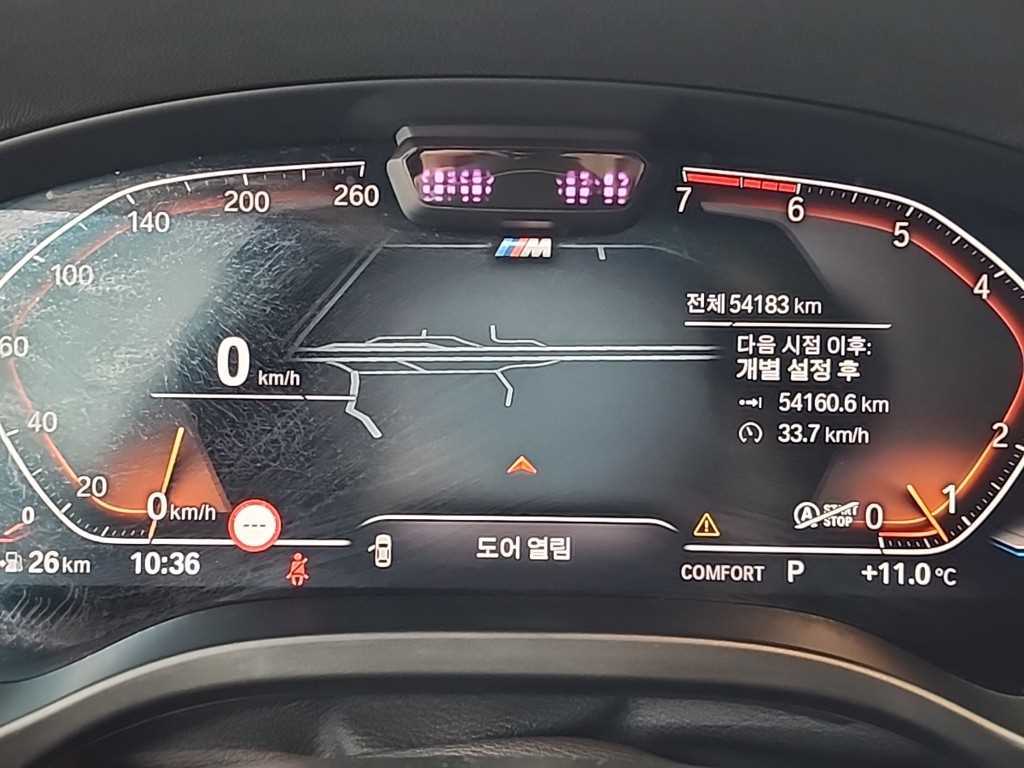 260
200
140
100
60
40
20
0
7
6
5
4
2
1
0
M
전체 54183 km
다음 시점 이후:
개별 설정 후
54160.6 km
33.7 km/h
0 km/h
0 km/h
---
A START STOP
26 km
10:36
도어 열림
COMFORT P
+11.0 °C